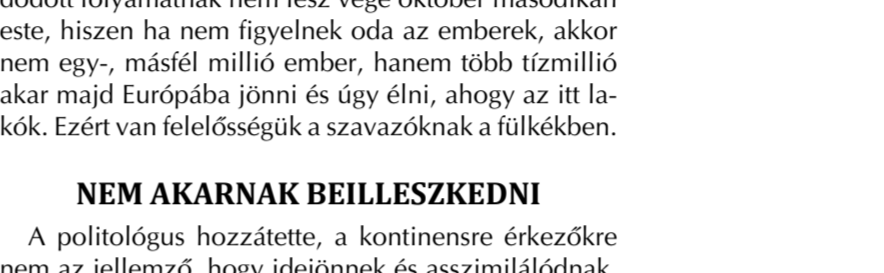 dódott folyamatnak nem lesz vége október másodikán
este, hiszen ha nem figyelnek oda az emberek, akkor
nem egy-, másfél millió ember, hanem több tízmillió
akar majd Európába jönni és úgy élni, ahogy az itt la-
kók. Ezért van felelősségük a szavazóknak a fülkékben.
NEM AKARNAK BEILLESZKEDNI
A politológus hozzátette, a kontinensre érkezőkre
nem az jellemző, hogy idejönnek és asszimilálódnak,